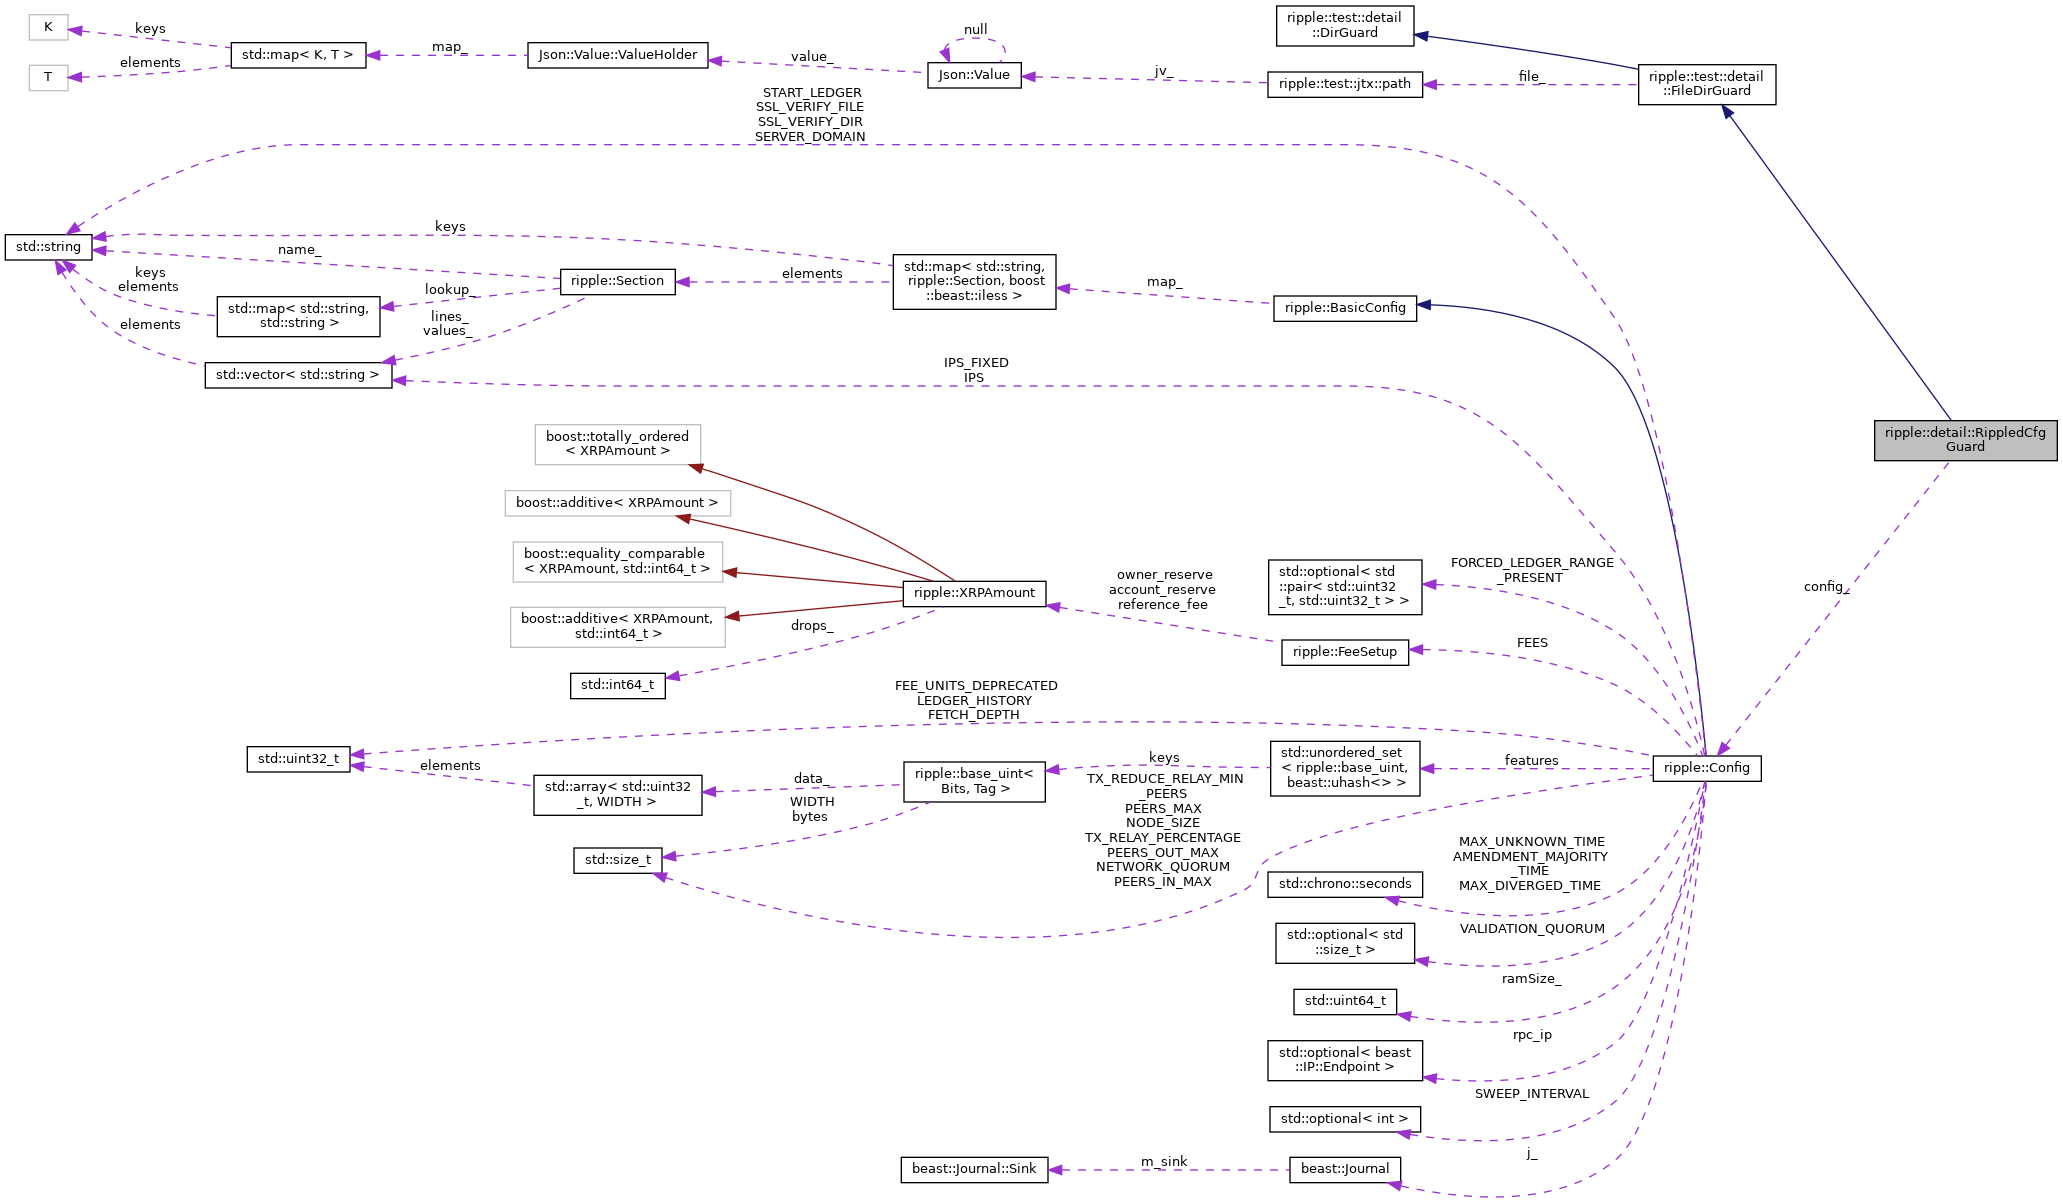 K
keys
std::map< K, T >
T
elements
map_
Json::Value::ValueHolder
value_
null
Json::Value
jv_
ripple::test::jtx::path
file_
ripple::test::detail
::DirGuard
ripple::test::detail
::FileDirGuard
START_LEDGER
SSL_VERIFY_FILE
SSL_VERIFY_DIR
SERVER_DOMAIN
std::string
keys
name_
keys
elements
elements
std::map< std::string,
std::string >
std::vector< std::string >
ripple::Section
lookup_
lines_
values_
elements
std::map< std::string,
ripple::Section, boost
::beast::iless >
map_
ripple::BasicConfig
IPS_FIXED
IPS
ripple::detail::RippledCfg
Guard
config_
boost::totally_ordered
< XRPAmount >
boost::additive< XRPAmount >
boost::equality_comparable
< XRPAmount, std::int64_t >
boost::additive< XRPAmount,
std::int64_t >
std::int64_t
drops_
ripple::XRPAmount
owner_reserve
account_reserve
reference_fee
std::optional< std
::pair< std::uint32
_t, std::uint32_t > >
FORCED_LEDGER_RANGE
_PRESENT
ripple::FeeSetup
FEES
FEE_UNITS_DEPRECATED
LEDGER_HISTORY
FETCH_DEPTH
std::uint32_t
elements
std::array< std::uint32
_t, WIDTH >
data_
WIDTH
bytes
std::size_t
ripple::base_uint<
Bits, Tag >
keys
std::unordered_set
< ripple::base_uint,
beast::uhash<> >
features
ripple::Config
TX_REDUCE_RELAY_MIN
_PEERS
PEERS_MAX
NODE_SIZE
TX_RELAY_PERCENTAGE
PEERS_OUT_MAX
NETWORK_QUORUM
PEERS_IN_MAX
std::chrono::seconds
MAX_UNKNOWN_TIME
AMENDMENT_MAJORITY
_TIME
MAX_DIVERGED_TIME
std::optional< std
::size_t >
VALIDATION_QUORUM
std::uint64_t
ramSize_
std::optional< beast
::IP::Endpoint >
rpc_ip
std::optional< int >
SWEEP_INTERVAL
beast::Journal::Sink
m_sink
beast::Journal
j_